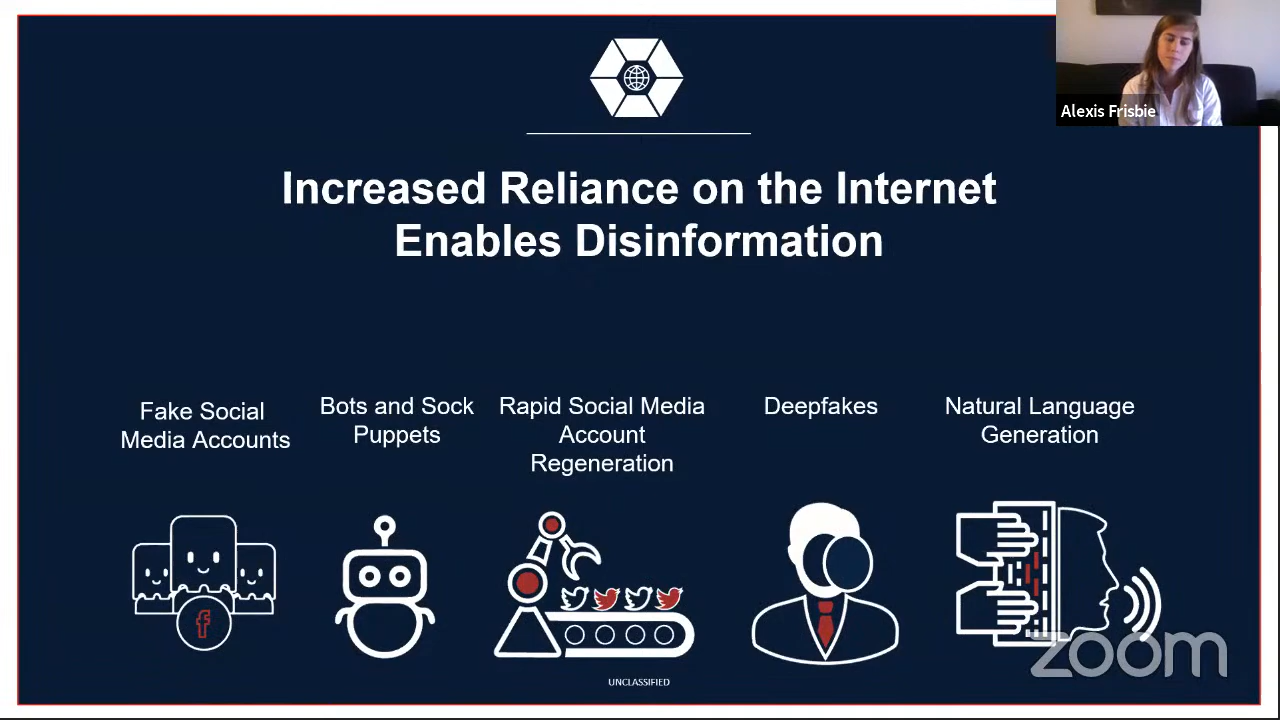 Alexis Frisbie
Increased Reliance on the Internet
Enables Disinformation
Fake Social
Media Accounts
Bots and Sock
Puppets
Rapid Social Media
Account
Regeneration
Deepfakes
Natural Language
Generation
f
zoom
UNCLASSIFIED